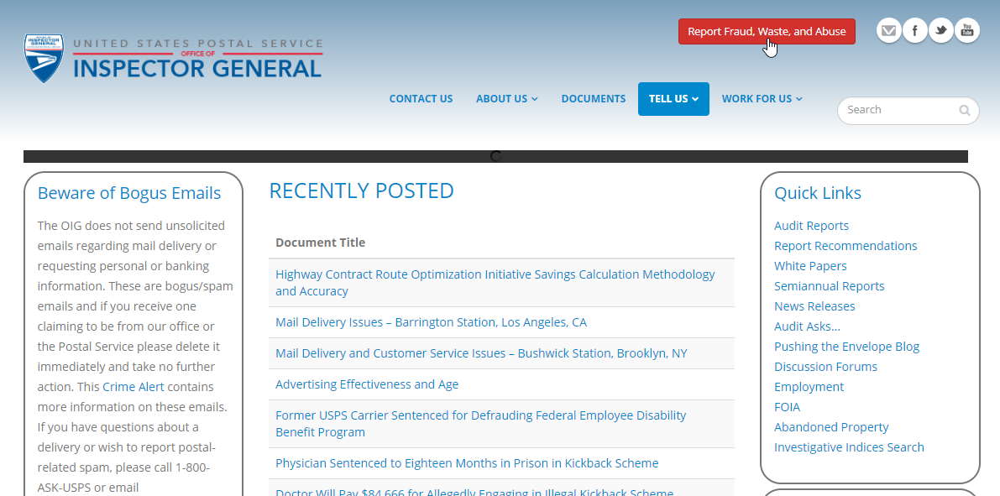 INSPECTOR
GENERAL
UNITED STATES POSTAL SERVICE
OFFICE OF
INSPECTOR GENERAL
Report Fraud, Waste, and Abuse
f
You
Tube
CONTACT US
ABOUT US
DOCUMENTS
TELL US
WORK FOR US
Search
Beware of Bogus Emails
The OIG does not send unsolicited
emails regarding mail delivery or
requesting personal or banking
information. These are bogus/spam
emails and if you receive one
claiming to be from our office or
the Postal Service please delete it
immediately and take no further
action. This Crime Alert contains
more information on these emails.
If you have questions about a
delivery or wish to report postal-
related spam, please call 1-800-
ASK-USPS or email
RECENTLY POSTED
Document Title
Highway Contract Route Optimization Initiative Savings Calculation Methodology
and Accuracy
Mail Delivery Issues – Barrington Station, Los Angeles, CA
Mail Delivery and Customer Service Issues – Bushwick Station, Brooklyn, NY
Advertising Effectiveness and Age
Former USPS Carrier Sentenced for Defrauding Federal Employee Disability
Benefit Program
Physician Sentenced to Eighteen Months in Prison in Kickback Scheme
Doctor Will Pay $84,666 for Allegedly Engaging in Illegal Kickback Scheme
Quick Links
Audit Reports
Report Recommendations
White Papers
Semiannual Reports
News Releases
Audit Asks...
Pushing the Envelope Blog
Discussion Forums
Employment
FOIA
Abandoned Property
Investigative Indices Search